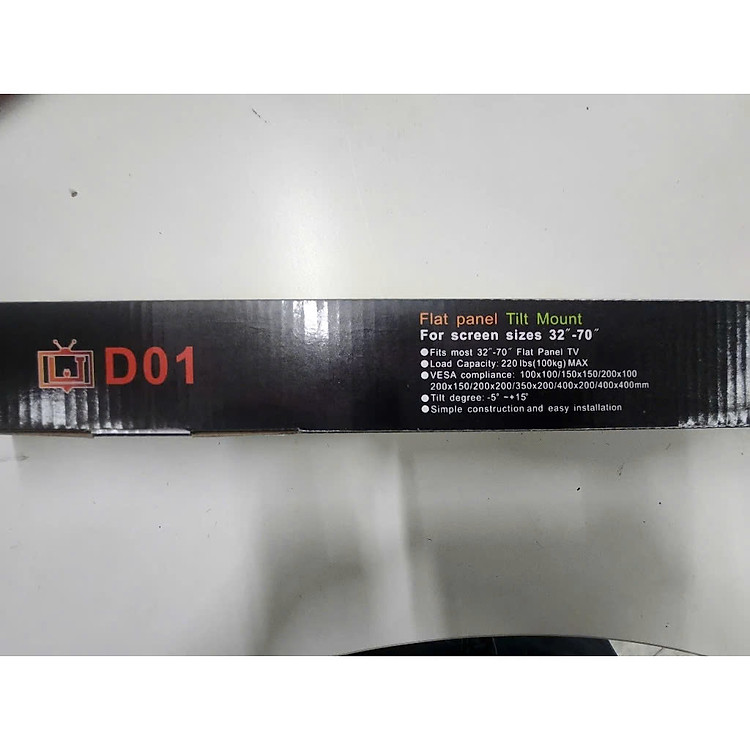 D01
Flat panel Tilt Mount
For screen sizes 32″-70″
●Fits most 32″-70″ Flat Panel TV
●Load Capacity: 220 lbs(100kg) MAX
●VESA compliance: 100x100/150x150/200x100
200x150/200x200/350x200/400x200/400x400mm
●Tilt degree: -5° ~+15°
●Simple construction and easy installation